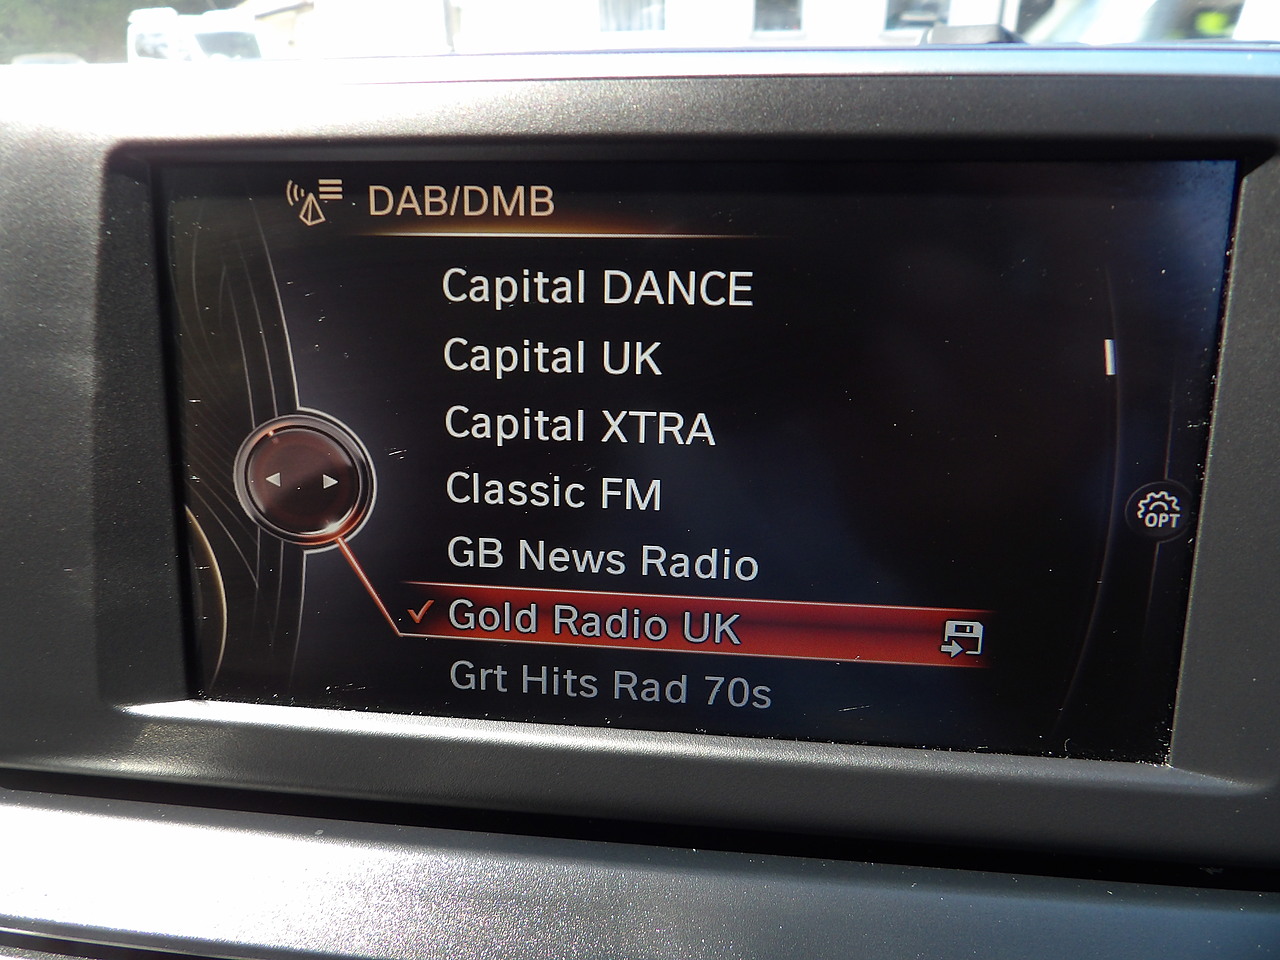 DAB/DMB
Capital DANCE
Capital UK
Capital XTRA
Classic FM
GB News Radio
Gold Radio UK
Grt Hits Rad 70s
OPT